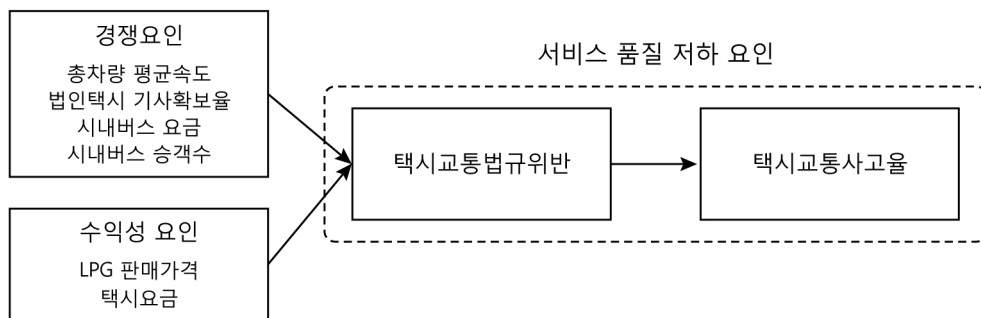 경쟁요인
총차량 평균속도
법인택시 기사확보율
시내버스 요금
시내버스 승객수
서비스 품질 저하 요인
택시교통법규위반
택시교통사고율
수익성 요인
LPG 판매가격
택시요금